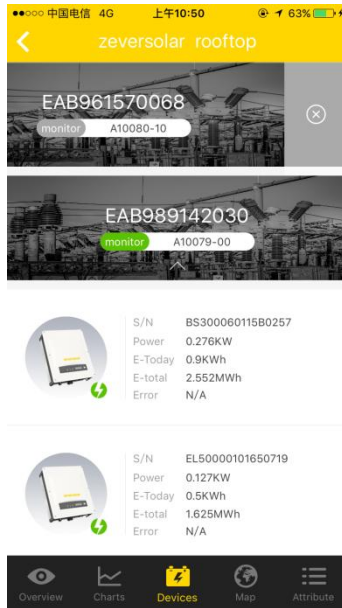 中国电信 4G 上午10:50 63%
zeversolar rooftop
EAB961570068
monitor A10080-10
EAB989142030
monitor A10079-00
S/N BS300060115B0257
Power 0.276KW
E-Today 0.9KWh
E-total 2.552MWh
Error N/A
S/N EL50000101650719
Power 0.127KW
E-Today 0.5KWh
E-total 1.625MWh
Error N/A
Overview Charts Devices Map Attribute